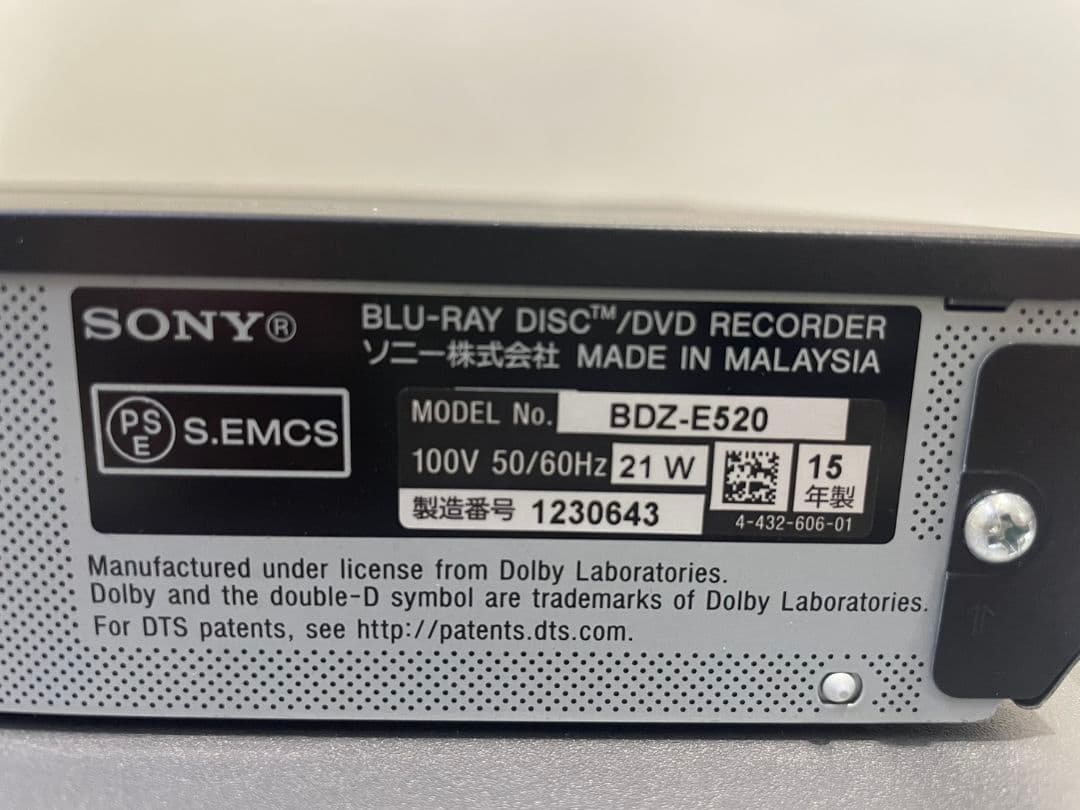 SONY®
BLU-RAY DISC™/DVD RECORDER
ソニー株式会社 MADE IN MALAYSIA
PSE S.EMCS
MODEL No. BDZ-E520
100V 50/60Hz 21 W
15年製
製造番号 1230643
4-432-606-01
Manufactured under license from Dolby Laboratories.
Dolby and the double-D symbol are trademarks of Dolby Laboratories.
For DTS patents, see http://patents.dts.com.